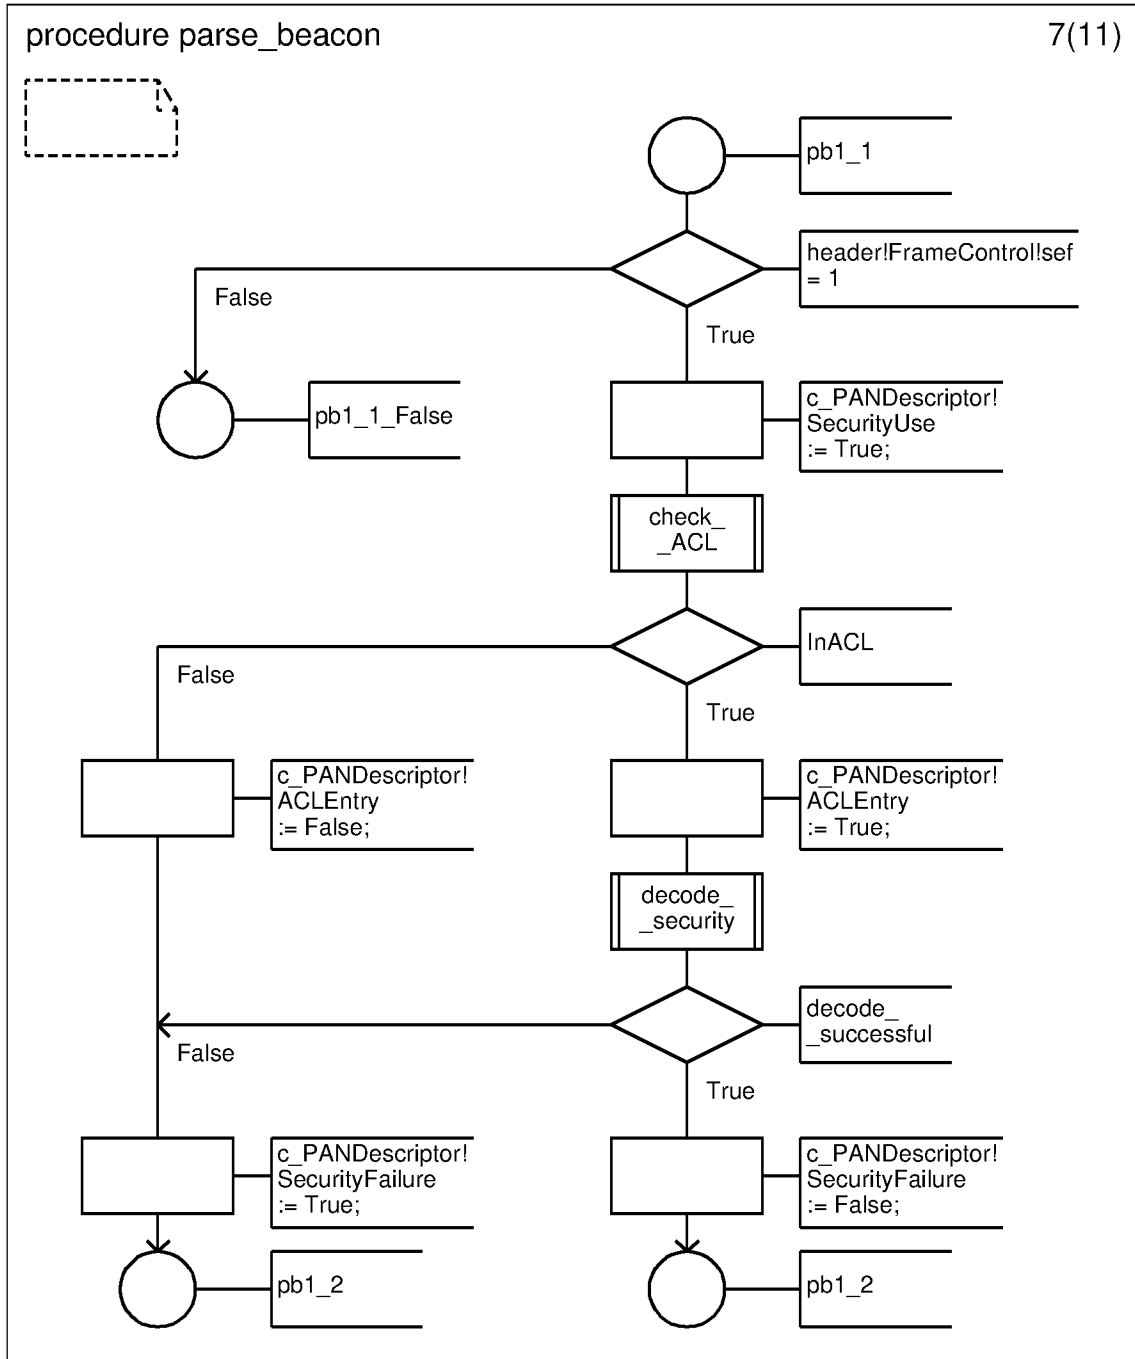 procedure parse_beacon
7(11)
pb1_1
header!FrameControl!sef
= 1
False
True
pb1_1_False
c_PANDescriptor!
SecurityUse
:= True;
check_
_ACL
InACL
False
True
c_PANDescriptor!
ACLEntry
:= False;
c_PANDescriptor!
ACLEntry
:= True;
decode_
_security
decode_
_successful
False
True
c_PANDescriptor!
SecurityFailure
:= True;
c_PANDescriptor!
SecurityFailure
:= False;
pb1_2
pb1_2